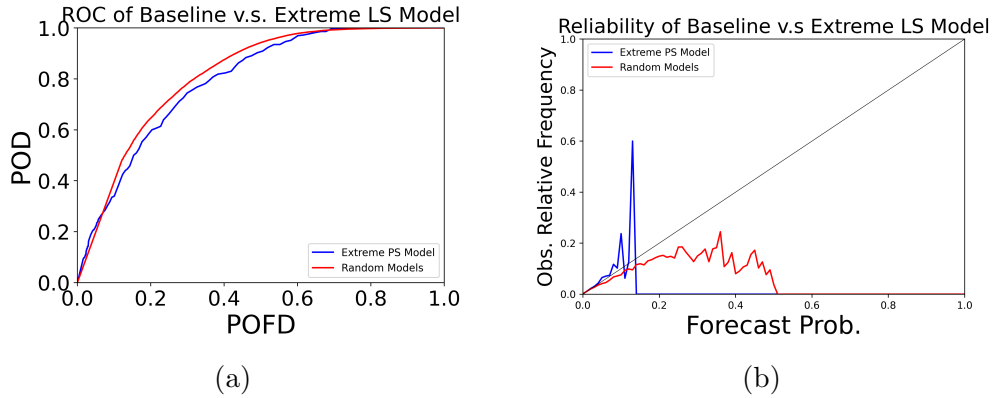 ROC of Baseline v.s. Extreme LS Model
1.0
0.8
0.6
0.4
0.2
0.0
POD
Extreme PS Model
Random Models
0.0 0.2 0.4 0.6 0.8 1.0
POFD
(a)
Reliability of Baseline v.s Extreme LS Model
1.0
0.8
0.6
0.4
0.2
0.0
Obs. Relative Frequency
Extreme PS Model
Random Models
0.0 0.2 0.4 0.6 0.8 1.0
Forecast Prob.
(b)